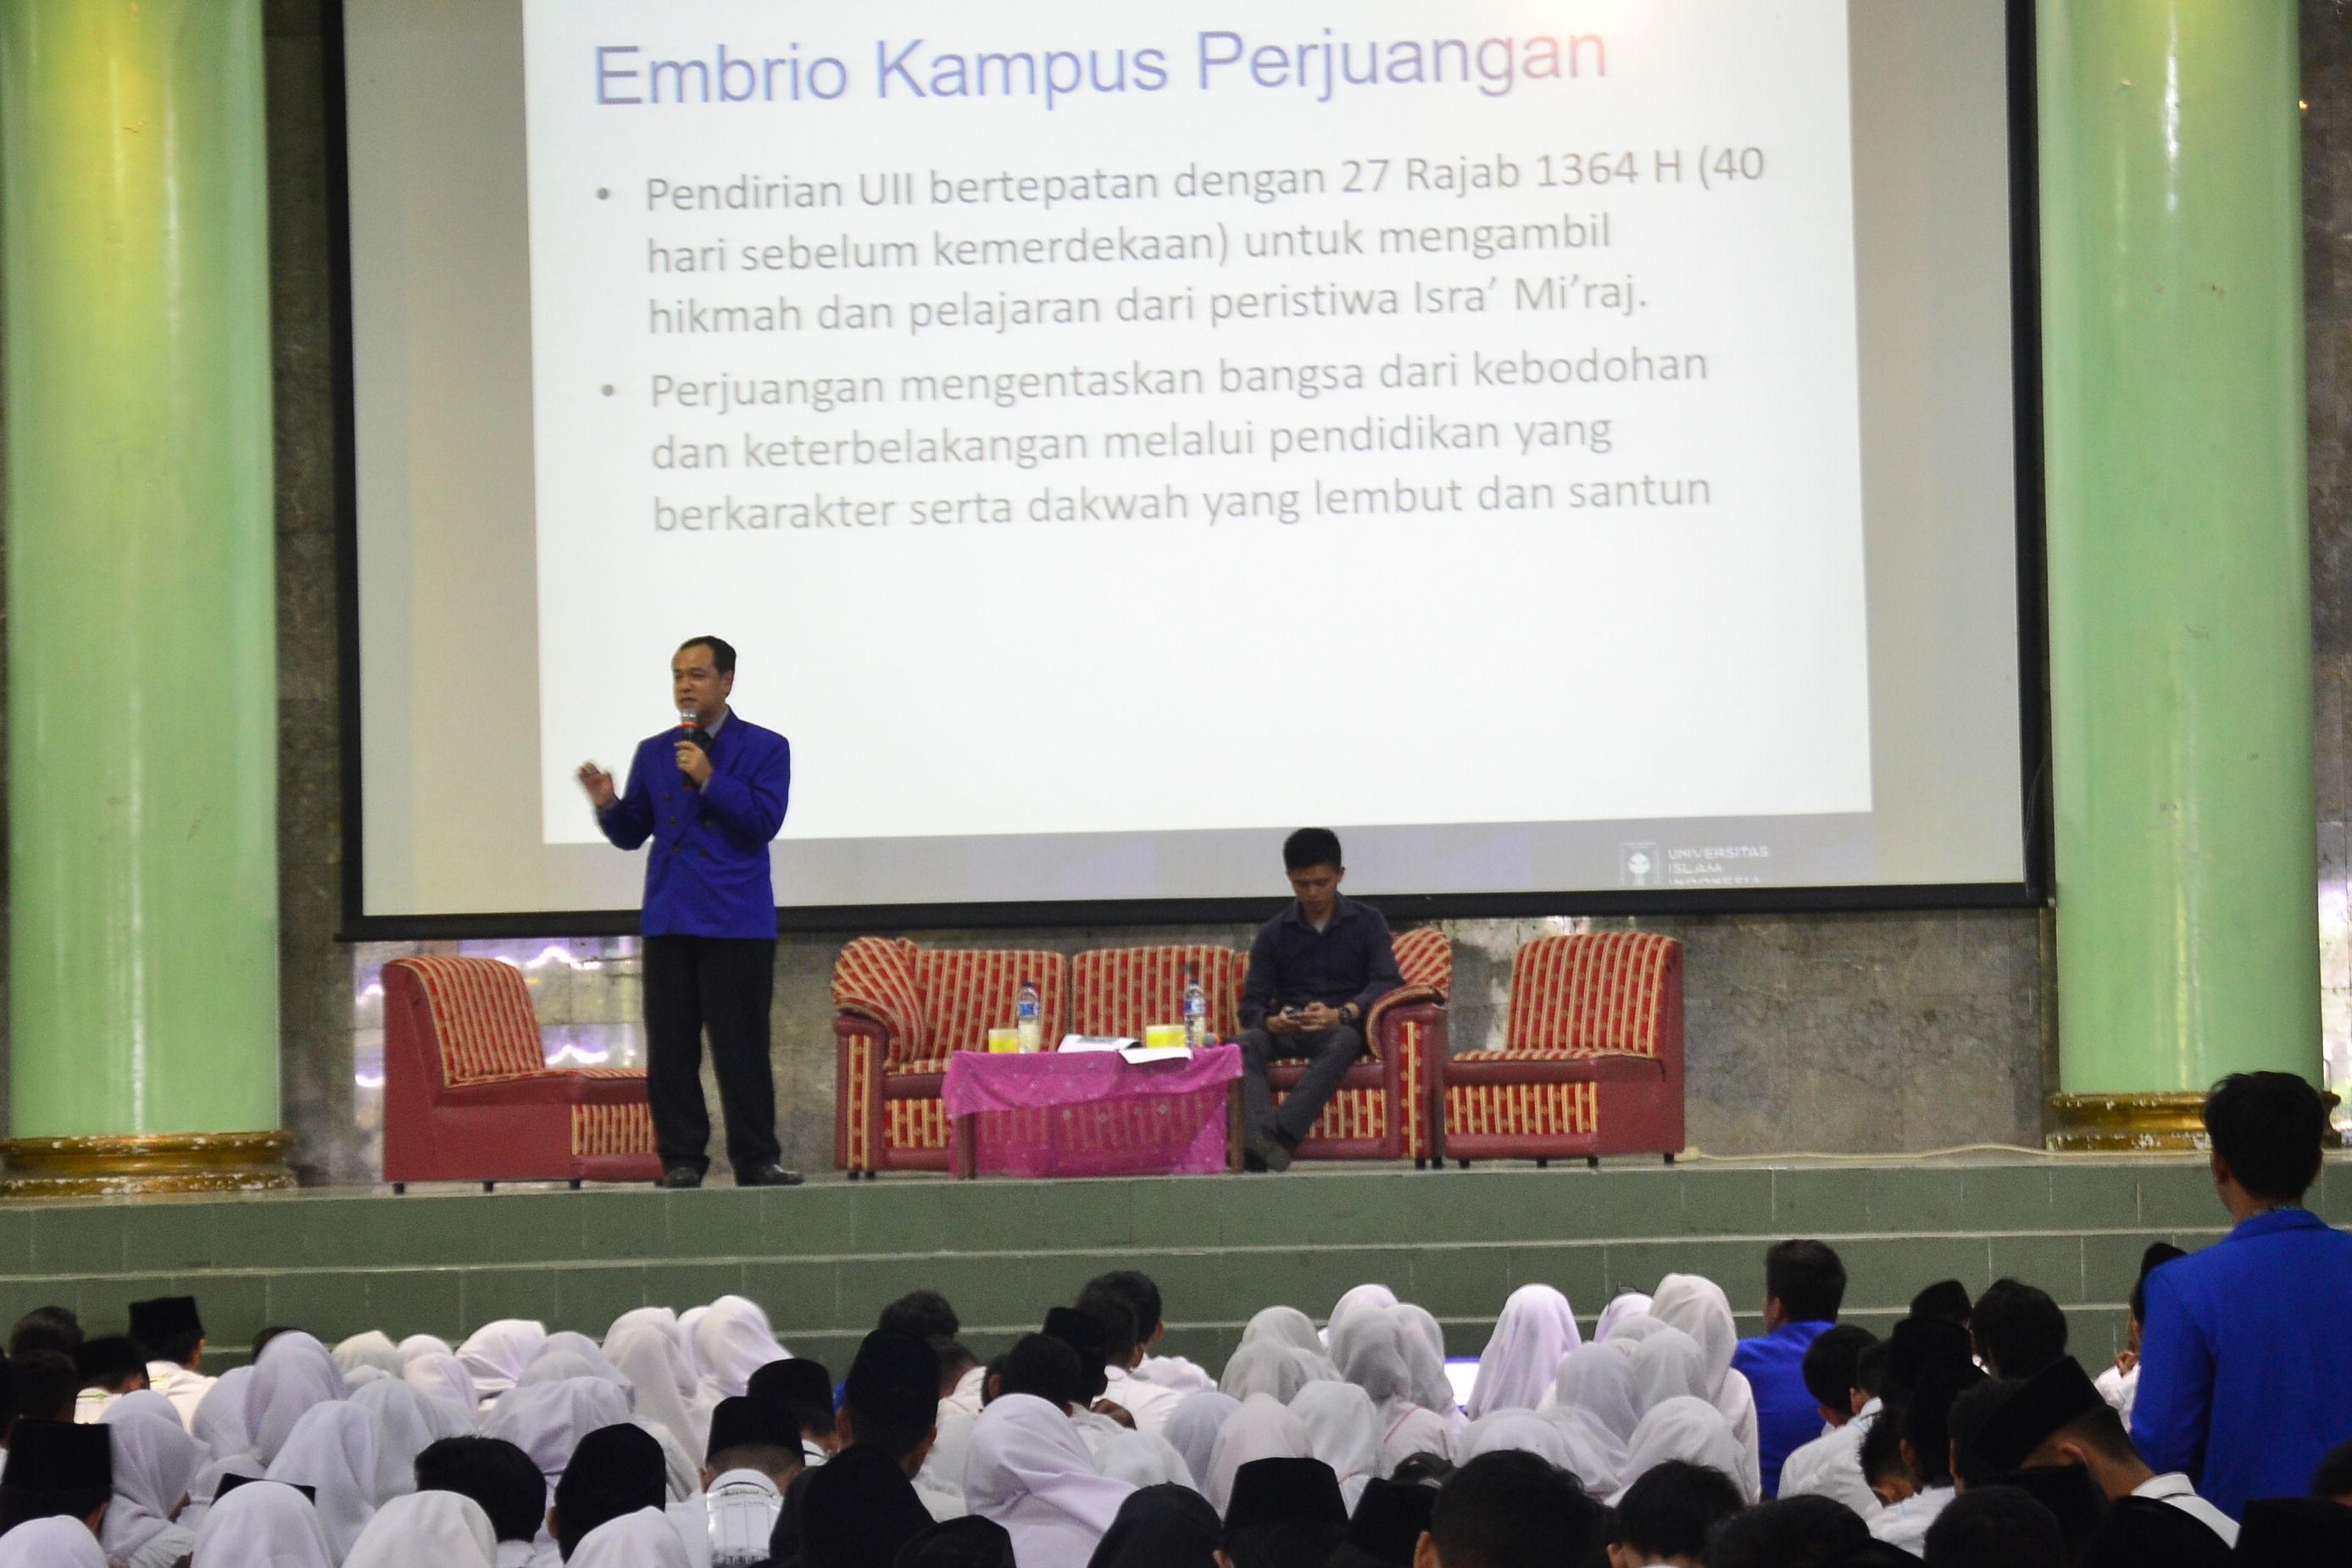 Embrio Kampus Perjuangan
• Pendirian UII bertepatan dengan 27 Rajab 1364 H (40
hari sebelum kemerdekaan) untuk mengambil
hikmah dan pelajaran dari peristiwa Isra’ Mi’raj.
• Perjuangan mengentaskan bangsa dari kebodohan
dan keterbelakangan melalui pendidikan yang
berkarakter serta dakwah yang lembut dan santun
UNIVERSITAS
ISLAM
INDONESIA